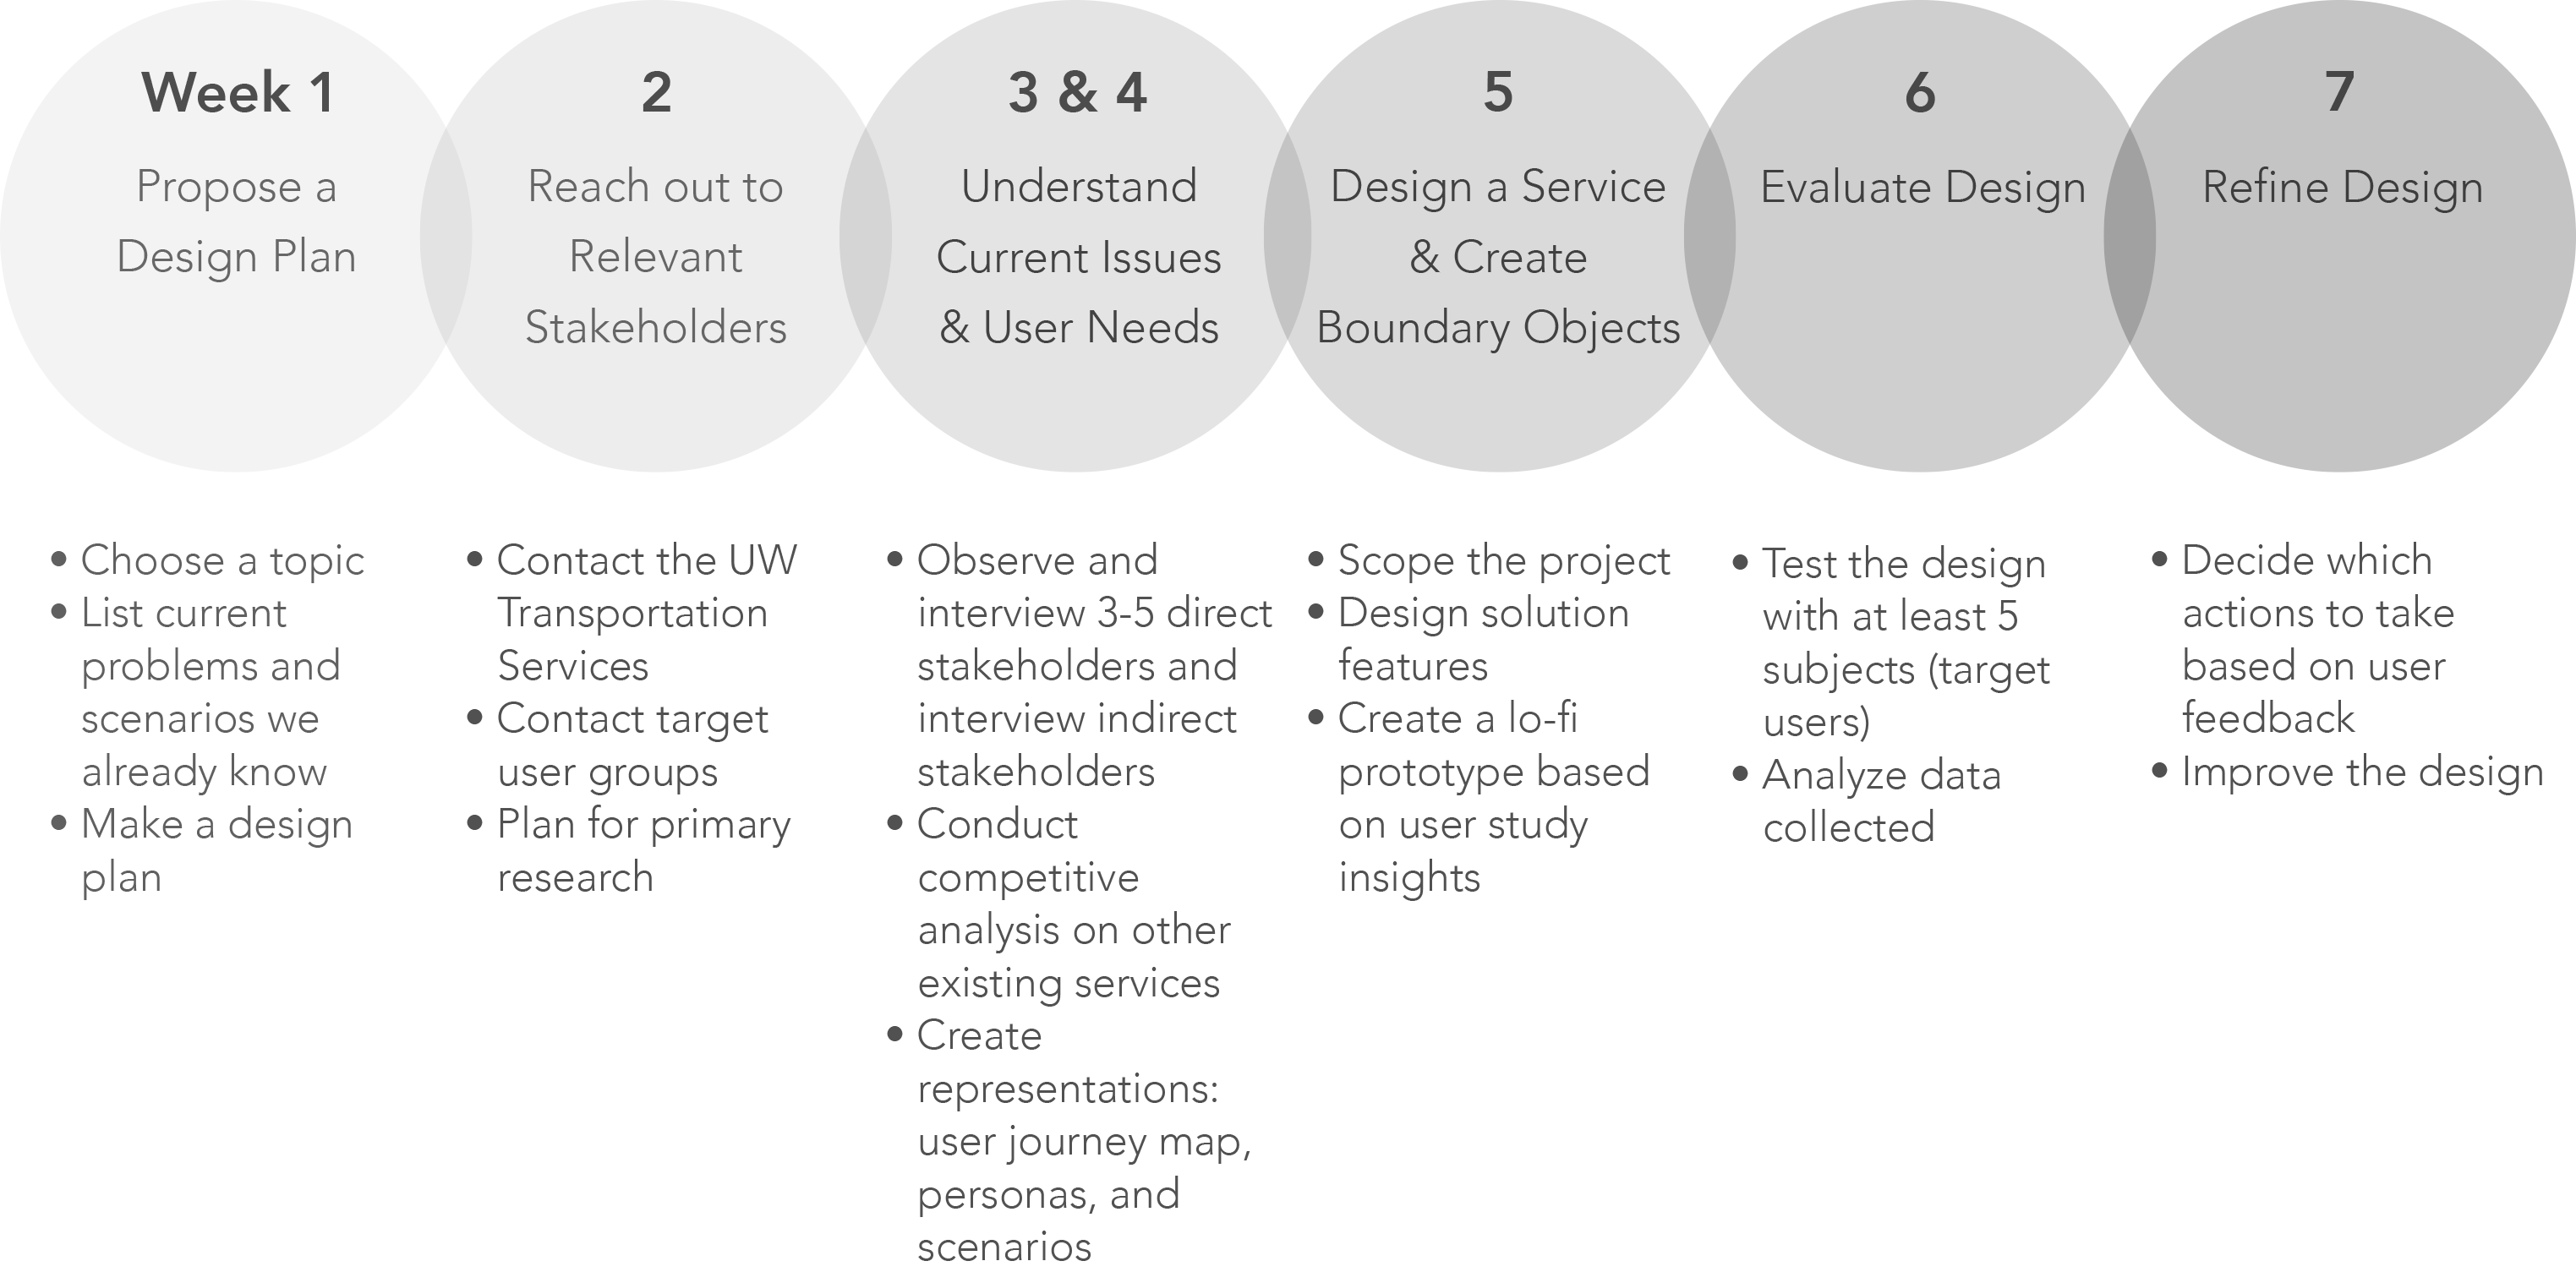 Week 1
Propose a
Design Plan
2
Reach out to
Relevant
Stakeholders
3 & 4
Understand
Current Issues
& User Needs
5
Design a Service
& Create
Boundary Objects
6
Evaluate Design
7
Refine Design
• Choose a topic
• List current
problems and
scenarios we
already know
• Make a design
plan
• Contact the UW
Transportation
Services
• Contact target
user groups
• Plan for primary
research
• Observe and
interview 3-5 direct
stakeholders and
interview indirect
stakeholders
• Conduct
competitive
analysis on other
existing services
• Create
representations:
user journey map,
personas, and
scenarios
• Scope the project
• Design solution
features
• Create a lo-fi
prototype based
on user study
insights
• Test the design
with at least 5
subjects (target
users)
• Analyze data
collected
• Decide which
actions to take
based on user
feedback
• Improve the design